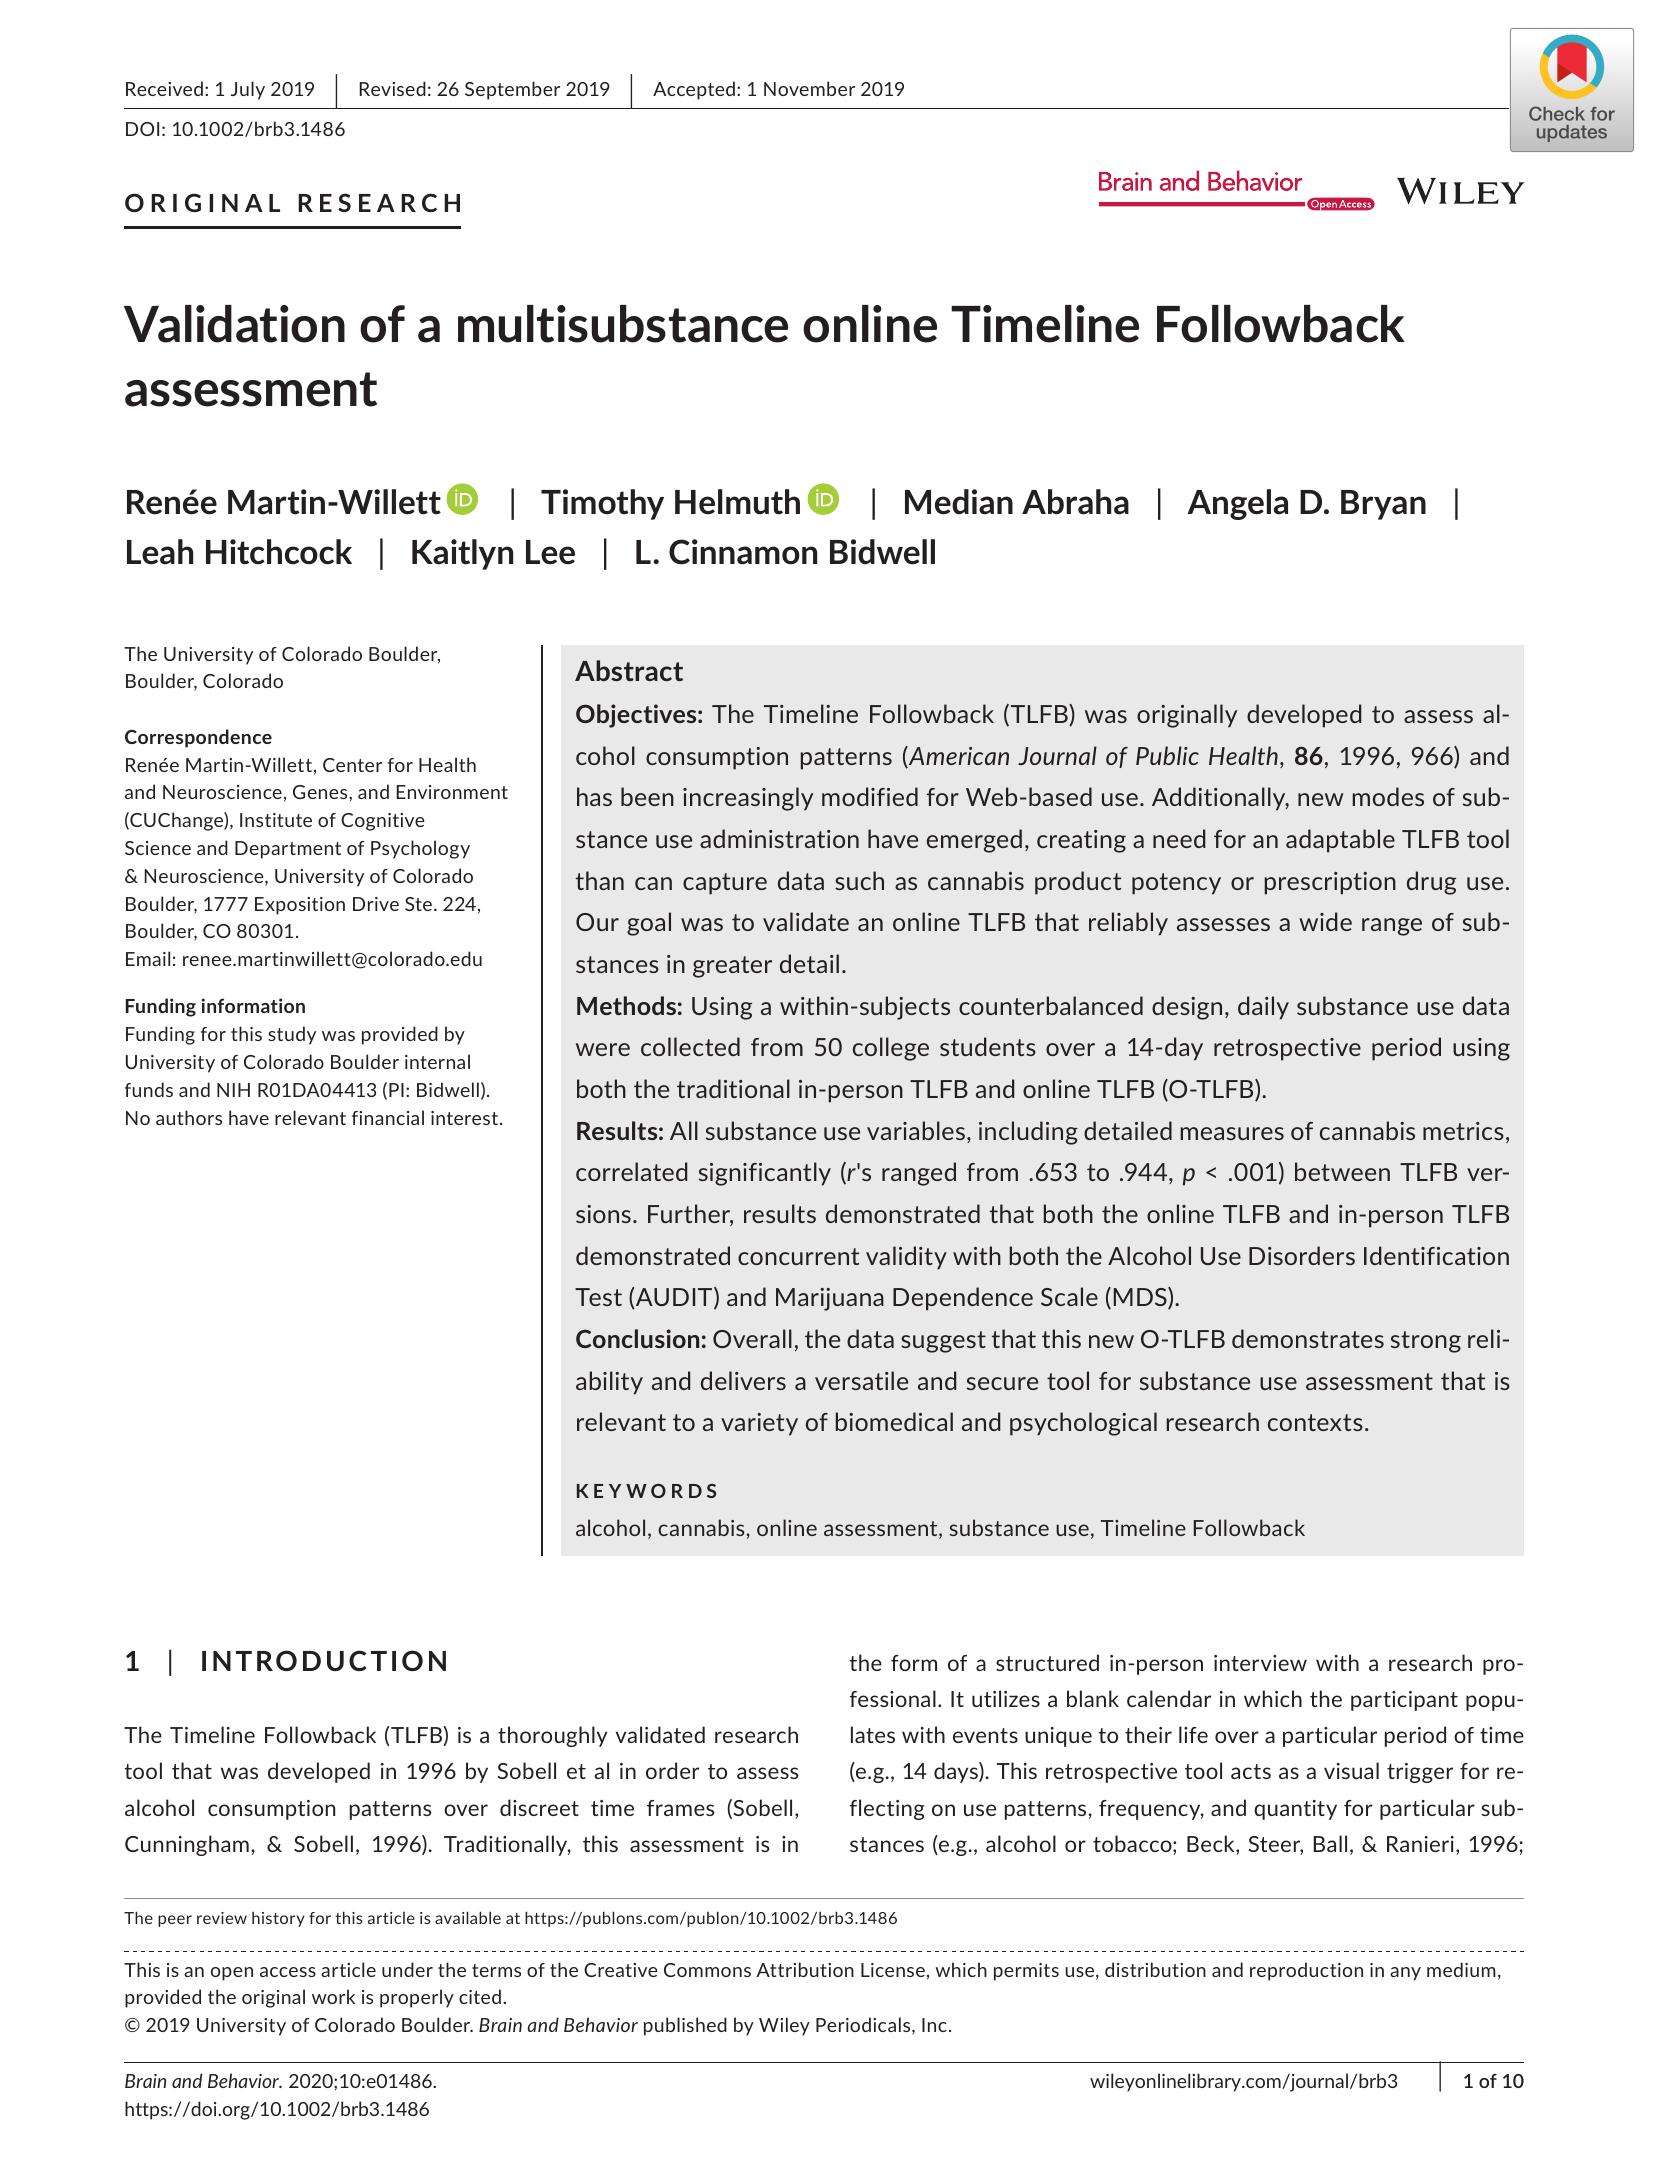 Received: 1 July 2019 | Revised: 26 September 2019 | Accepted: 1 November 2019
DOI: 10.1002/brb3.1486
Check for
updates
ORIGINAL RESEARCH
Brain and Behavior
Open Access
WILEY
Validation of a multisubstance online Timeline Followback
assessment
Renée Martin-Willett iD | Timothy Helmuth iD | Median Abraha | Angela D. Bryan |
Leah Hitchcock | Kaitlyn Lee | L. Cinnamon Bidwell
The University of Colorado Boulder,
Boulder, Colorado
Correspondence
Renée Martin-Willett, Center for Health
and Neuroscience, Genes, and Environment
(CUChange), Institute of Cognitive
Science and Department of Psychology
& Neuroscience, University of Colorado
Boulder, 1777 Exposition Drive Ste. 224,
Boulder, CO 80301.
Email: renee.martinwillett@colorado.edu
Funding information
Funding for this study was provided by
University of Colorado Boulder internal
funds and NIH R01DA04413 (PI: Bidwell).
No authors have relevant financial interest.
Abstract
Objectives: The Timeline Followback (TLFB) was originally developed to assess al-
cohol consumption patterns (American Journal of Public Health, 86, 1996, 966) and
has been increasingly modified for Web-based use. Additionally, new modes of sub-
stance use administration have emerged, creating a need for an adaptable TLFB tool
than can capture data such as cannabis product potency or prescription drug use.
Our goal was to validate an online TLFB that reliably assesses a wide range of sub-
stances in greater detail.
Methods: Using a within-subjects counterbalanced design, daily substance use data
were collected from 50 college students over a 14-day retrospective period using
both the traditional in-person TLFB and online TLFB (O-TLFB).
Results: All substance use variables, including detailed measures of cannabis metrics,
correlated significantly (r's ranged from .653 to .944, p < .001) between TLFB ver-
sions. Further, results demonstrated that both the online TLFB and in-person TLFB
demonstrated concurrent validity with both the Alcohol Use Disorders Identification
Test (AUDIT) and Marijuana Dependence Scale (MDS).
Conclusion: Overall, the data suggest that this new O-TLFB demonstrates strong reli-
ability and delivers a versatile and secure tool for substance use assessment that is
relevant to a variety of biomedical and psychological research contexts.
KEYWORDS
alcohol, cannabis, online assessment, substance use, Timeline Followback
1 | INTRODUCTION
The Timeline Followback (TLFB) is a thoroughly validated research
tool that was developed in 1996 by Sobell et al in order to assess
alcohol consumption patterns over discreet time frames (Sobell,
Cunningham, & Sobell, 1996). Traditionally, this assessment is in
the form of a structured in-person interview with a research pro-
fessional. It utilizes a blank calendar in which the participant popu-
lates with events unique to their life over a particular period of time
(e.g., 14 days). This retrospective tool acts as a visual trigger for re-
flecting on use patterns, frequency, and quantity for particular sub-
stances (e.g., alcohol or tobacco; Beck, Steer, Ball, & Ranieri, 1996;
The peer review history for this article is available at https://publons.com/publon/10.1002/brb3.1486
This is an open access article under the terms of the Creative Commons Attribution License, which permits use, distribution and reproduction in any medium,
provided the original work is properly cited.
© 2019 University of Colorado Boulder. Brain and Behavior published by Wiley Periodicals, Inc.
Brain and Behavior. 2020;10:e01486.
https://doi.org/10.1002/brb3.1486
wileyonlinelibrary.com/journal/brb3 | 1 of 10